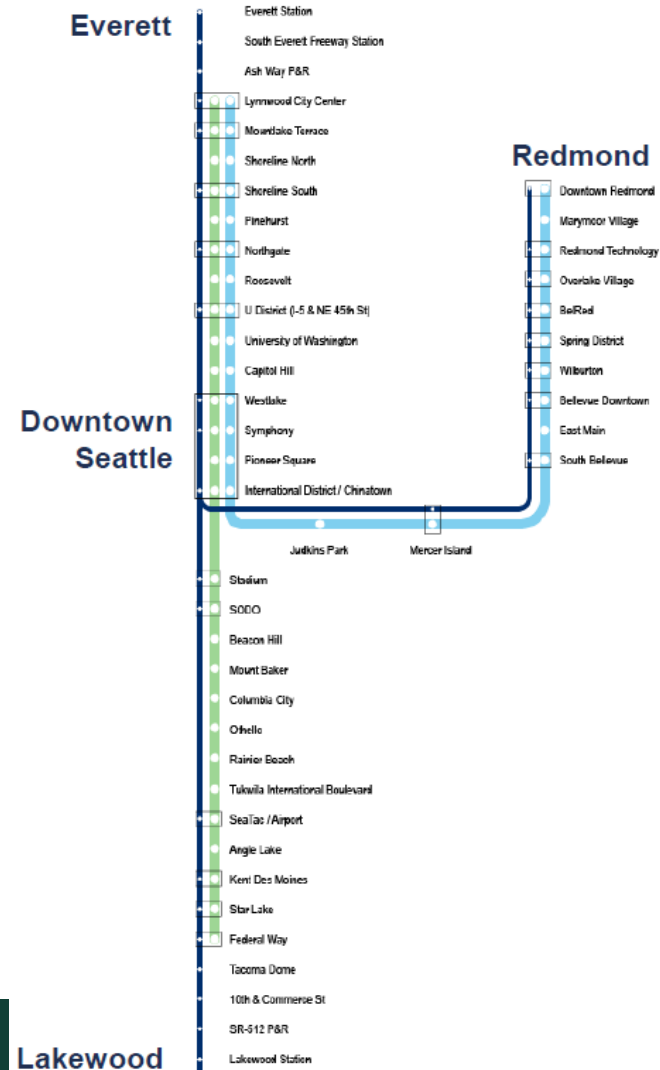 Everett
Everett Station
South Everett Freeway Station
Ash Way P&R
Lynnwood City Center
Mountlake Terrace
Shoreline North
Shoreline South
Pinehurst
Northgate
Roosevelt
U District (I-5 & NE 45th St)
University of Washington
Capitol Hill
Downtown
Seattle
Westlake
Symphony
Pioneer Square
International District / Chinatown
Redmond
Downtown Redmond
Marymoor Village
Redmond Technology
Overlake Village
BelRed
Spring District
Wilburton
Bellevue Downtown
East Main
South Bellevue
Judkins Park
Mercer Island
Stadium
SODO
Beacon Hill
Mount Baker
Columbia City
Othello
Rainier Beach
Tukwila International Boulevard
SeaTac / Airport
Angle Lake
Kent Des Moines
Star Lake
Federal Way
Tacoma Dome
10th & Commerce St
SR-512 P&R
Lakewood
Lakewood Station